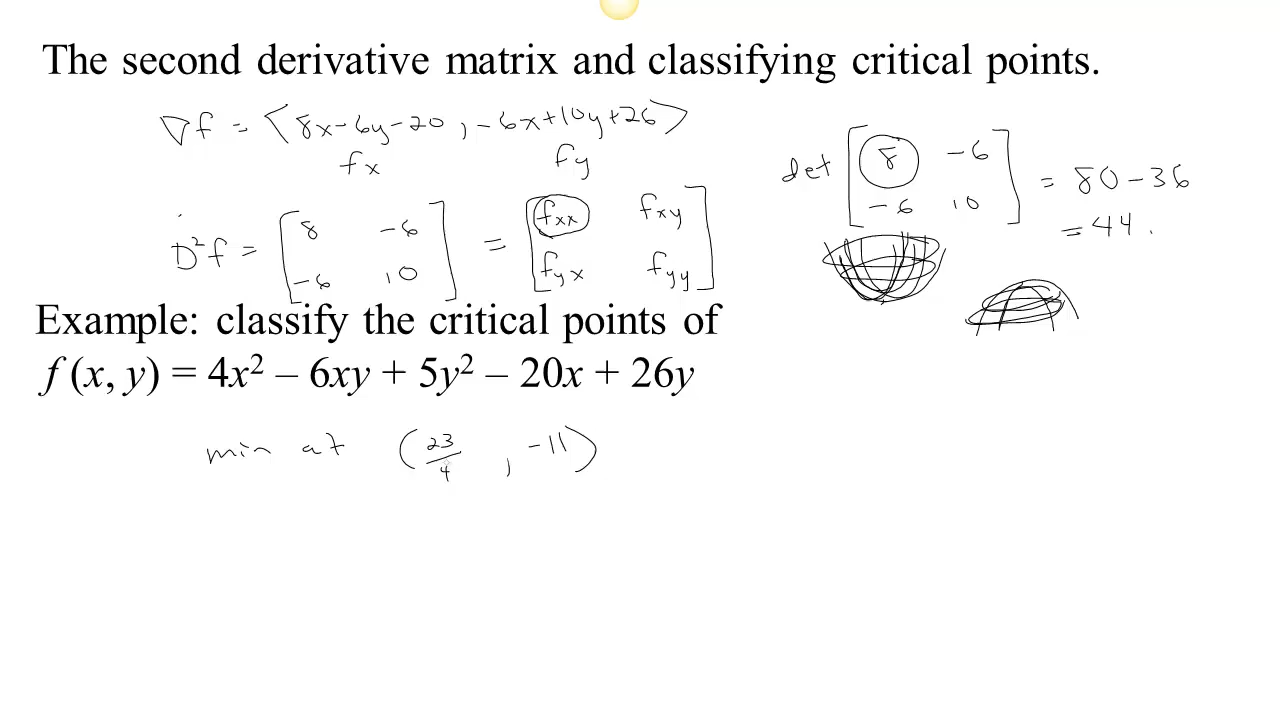 The second derivative matrix and classifying critical points.
∇f = ⟨8x-6y-20, -6x+10y+26⟩
fx fy
D²f = [8 -6; -6 10] = [fxx fxy; fyx fyy]
det [8 -6; -6 10] = 80-36
= 44.
Example: classify the critical points of
f (x, y) = 4x² – 6xy + 5y² – 20x + 26y
min at (23/4, -11)